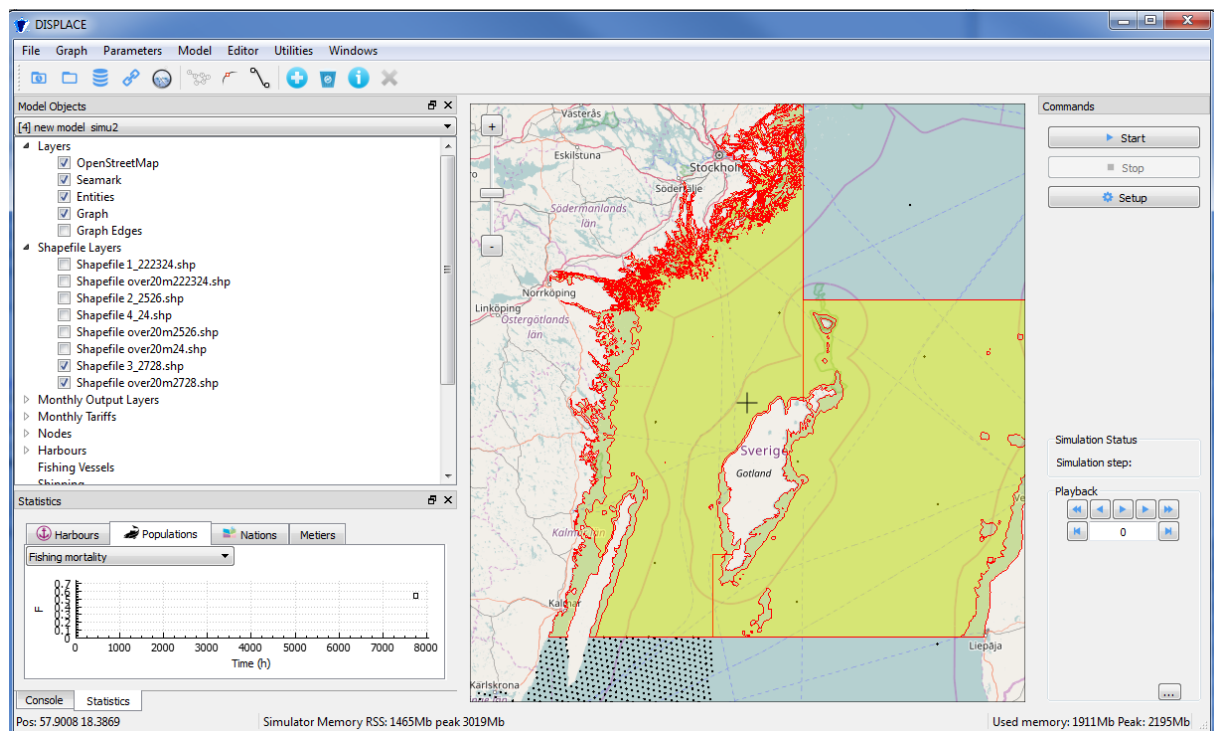 DISPLACE
File Graph Parameters Model Editor Utilities Windows
Model Objects
[4] new model simu2
Layers
OpenStreetMap
Seamark
Entities
Graph
Graph Edges
Shapefile Layers
Shapefile 1_222324.shp
Shapefile over20m222324.shp
Shapefile 2_2526.shp
Shapefile 4_24.shp
Shapefile over20m2526.shp
Shapefile over20m24.shp
Shapefile 3_2728.shp
Shapefile over20m2728.shp
Monthly Output Layers
Monthly Tariffs
Nodes
Harbours
Fishing Vessels
Shipping
Statistics
Harbours Populations Nations Metiers
Fishing mortality
0.7
0.6
0.5
0.4
0.3
0.2
0.1
0
F
0 1000 2000 3000 4000 5000 6000 7000 8000
Time (h)
Console Statistics
Pos: 57.9008 18.3869
Simulator Memory RSS: 1465Mb peak 3019Mb
Used memory: 1911Mb Peak: 2195Mb
+
-
Västerås
Eskilstuna
Stockholm
Södertälje
Södermanlands
län
Norrköping
Linköping
Östergötlands
län
Sverige
Gotland
Kalmar län
Kalmar
Liepāja
Karlskrona
Commands
Start
Stop
Setup
Simulation Status
Simulation step:
Playback
0
...